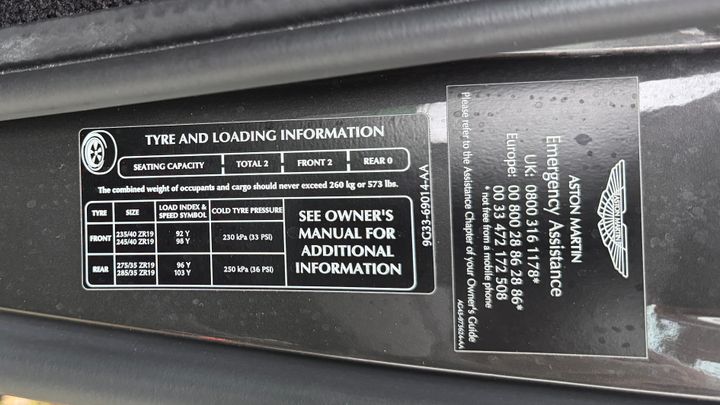 TYRE AND LOADING INFORMATION
SEATING CAPACITY TOTAL 2 FRONT 2 REAR 0
The combined weight of occupants and cargo should never exceed 260 kg or 573 lbs.
TYRE SIZE LOAD INDEX & SPEED SYMBOL COLD TYRE PRESSURE
FRONT 235/40 ZR19 92 Y 230 kPa (33 PSI)
245/40 ZR19 98 Y
REAR 275/35 ZR19 96 Y 250 kPa (36 PSI)
285/35 ZR19 103 Y
SEE OWNER'S
MANUAL FOR
ADDITIONAL
INFORMATION
9G33-69014-AA
ASTON MARTIN
ASTON MARTIN
Emergency Assistance
UK: 0800 316 1178*
Europe: 00 800 28 86 28 86*
* not free from a mobile phone
00 33 472 172 508
Please refer to the Assistance Chapter of your Owner's Guide